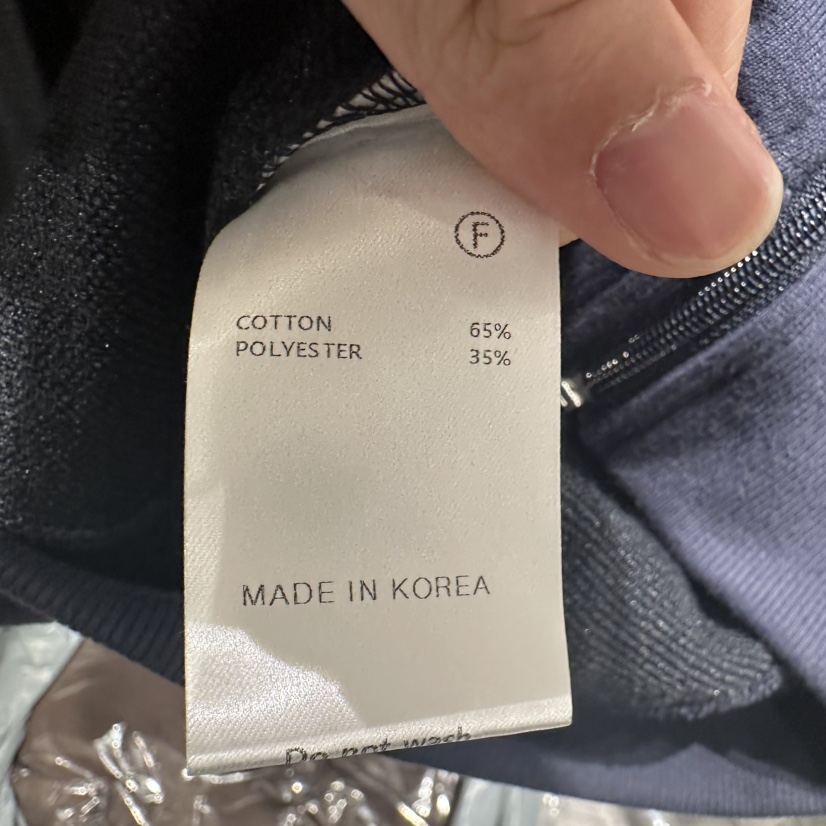 F
COTTON 65%
POLYESTER 35%
MADE IN KOREA
Do not wash